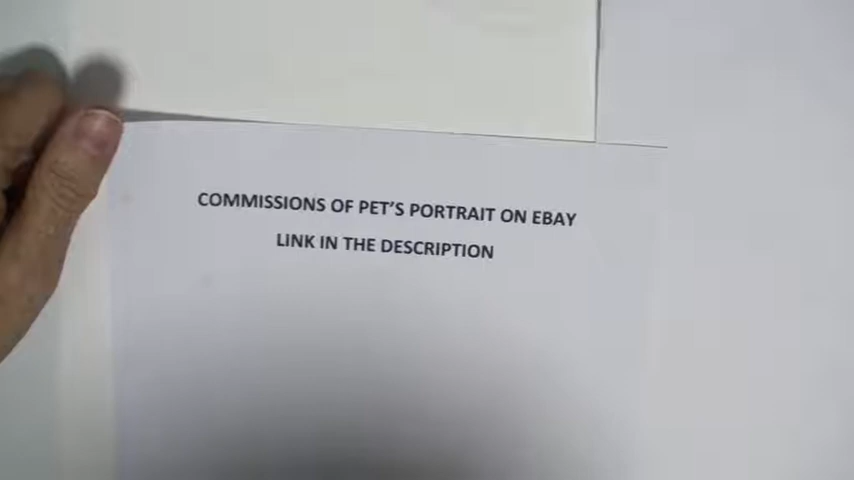 COMMISSIONS OF PET'S PORTRAIT ON EBAY
LINK IN THE DESCRIPTION